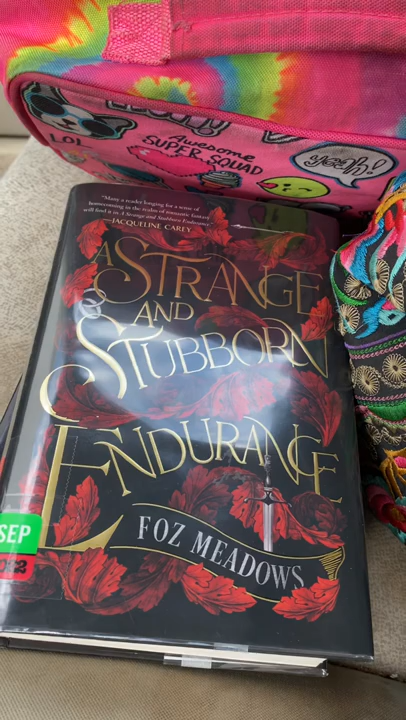 LOL
Awesome
SUPER SQUAD
yeah!
"Many a reader longing for a sense of
homecoming in the realm of romantic fantasy
will find it in A Strange and Stubborn Endurance."
—JACQUELINE CAREY
A STRANGE
AND
STUBBORN
ENDURANCE
FOZ MEADOWS
SEP